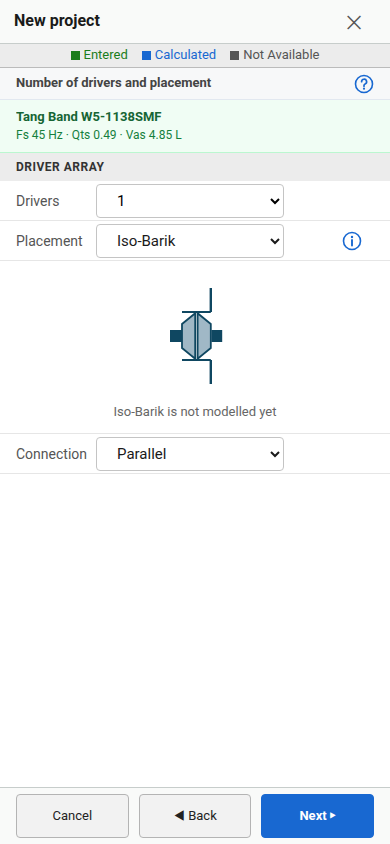 New project
Entered Calculated Not Available
Number of drivers and placement
Tang Band W5-1138SMF
Fs 45 Hz · Qts 0.49 · Vas 4.85 L
DRIVER ARRAY
Drivers 1
Placement Iso-Barik
Iso-Barik is not modelled yet
Connection Parallel
Cancel ◀ Back Next ▸